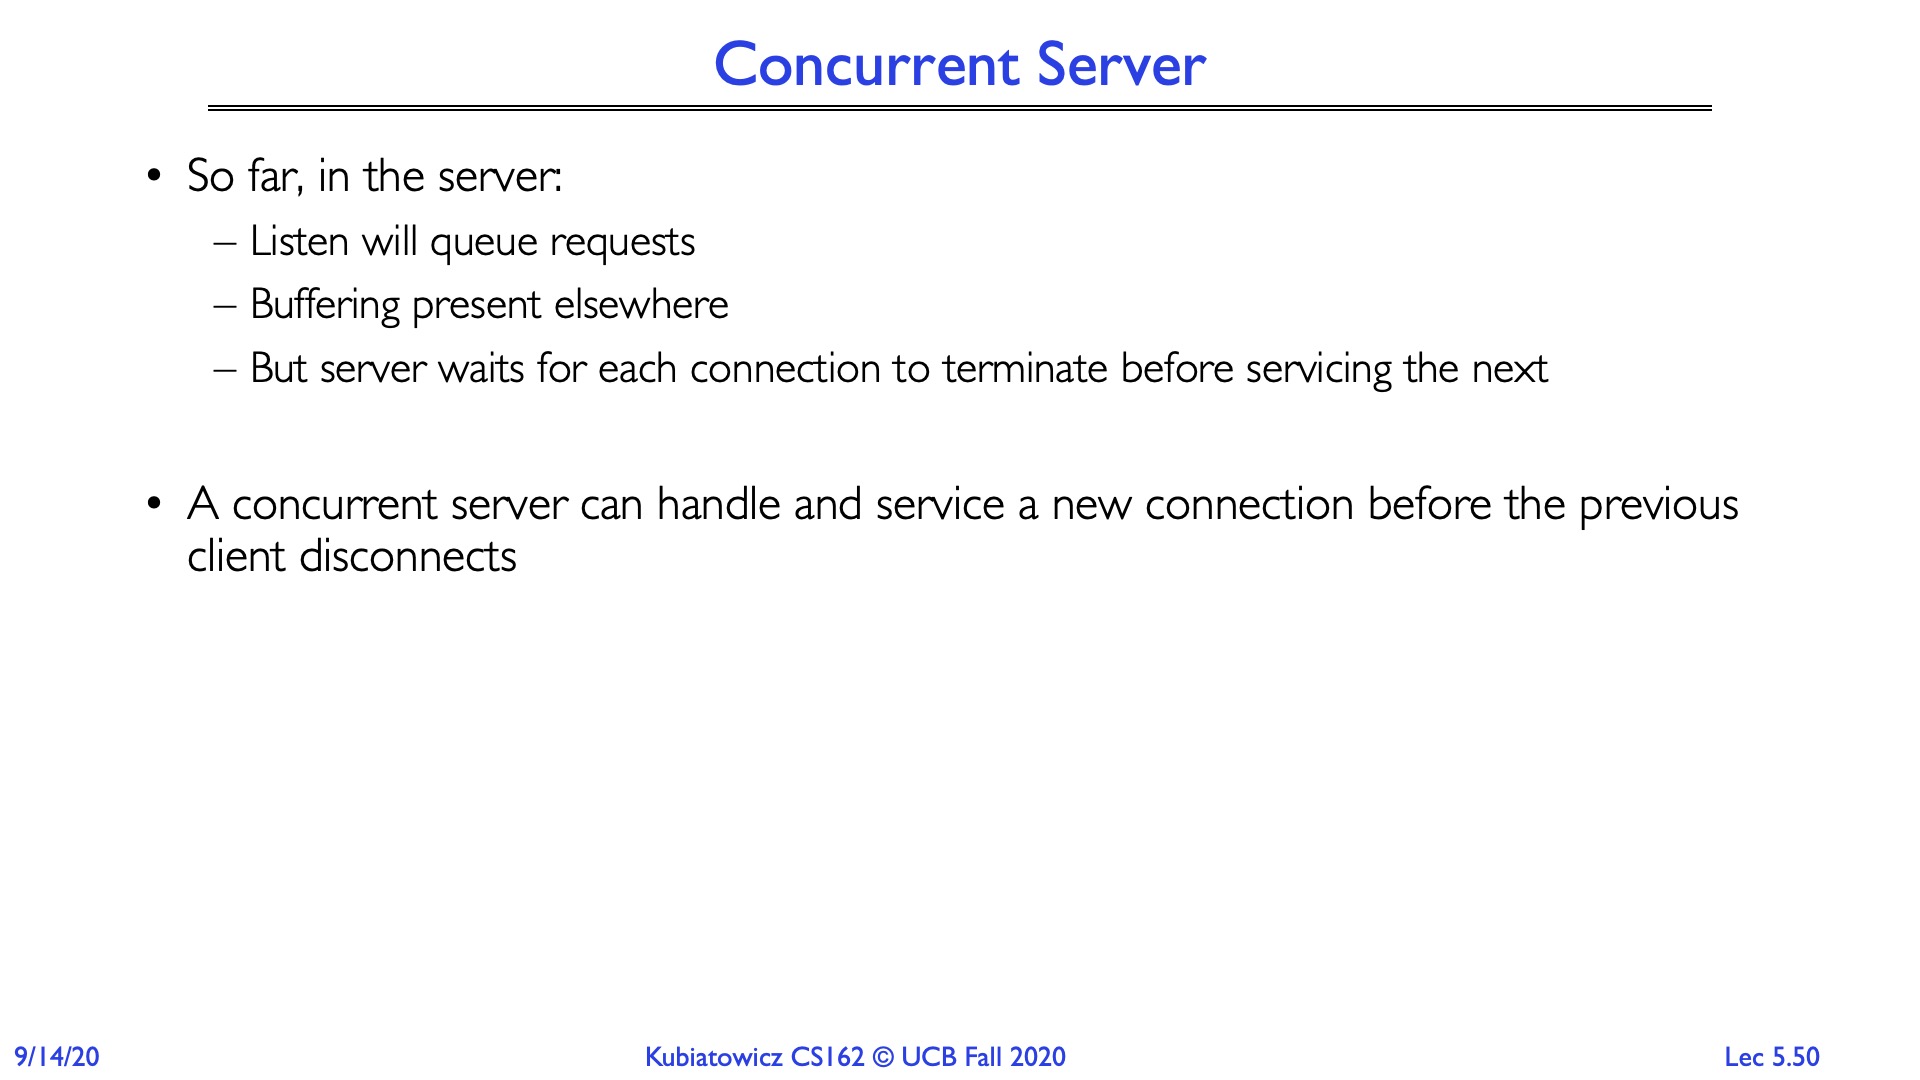 Concurrent Server
• So far, in the server:
– Listen will queue requests
– Buffering present elsewhere
– But server waits for each connection to terminate before servicing the next
• A concurrent server can handle and service a new connection before the previous
client disconnects
9/14/20
Kubiatowicz CS162 © UCB Fall 2020
Lec 5.50